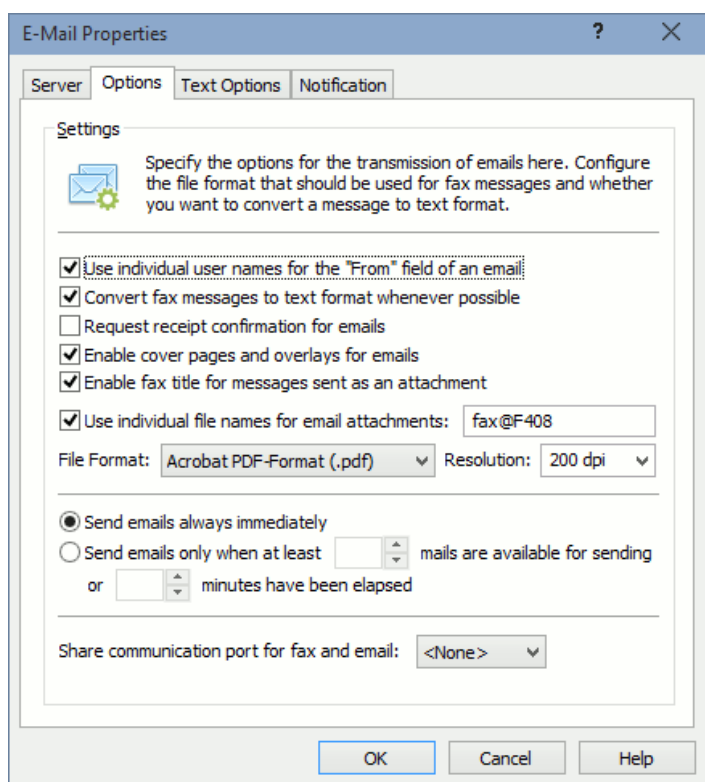 E-Mail Properties ?
Server Options Text Options Notification
Settings
Specify the options for the transmission of emails here. Configure
the file format that should be used for fax messages and whether
you want to convert a message to text format.
Use individual user names for the "From" field of an email
Convert fax messages to text format whenever possible
Request receipt confirmation for emails
Enable cover pages and overlays for emails
Enable fax title for messages sent as an attachment
Use individual file names for email attachments: fax@F408
File Format: Acrobat PDF-Format (.pdf) Resolution: 200 dpi
Send emails always immediately
Send emails only when at least mails are available for sending
or minutes have been elapsed
Share communication port for fax and email: <None>
OK Cancel Help